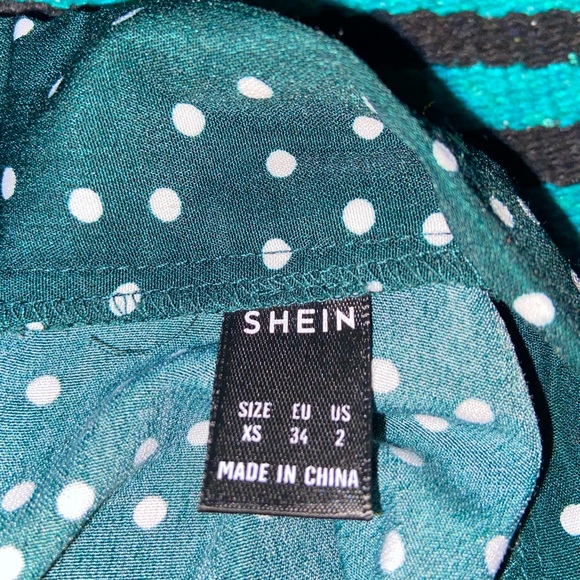 SHEIN
SIZE EU US
XS 34 2
MADE IN CHINA